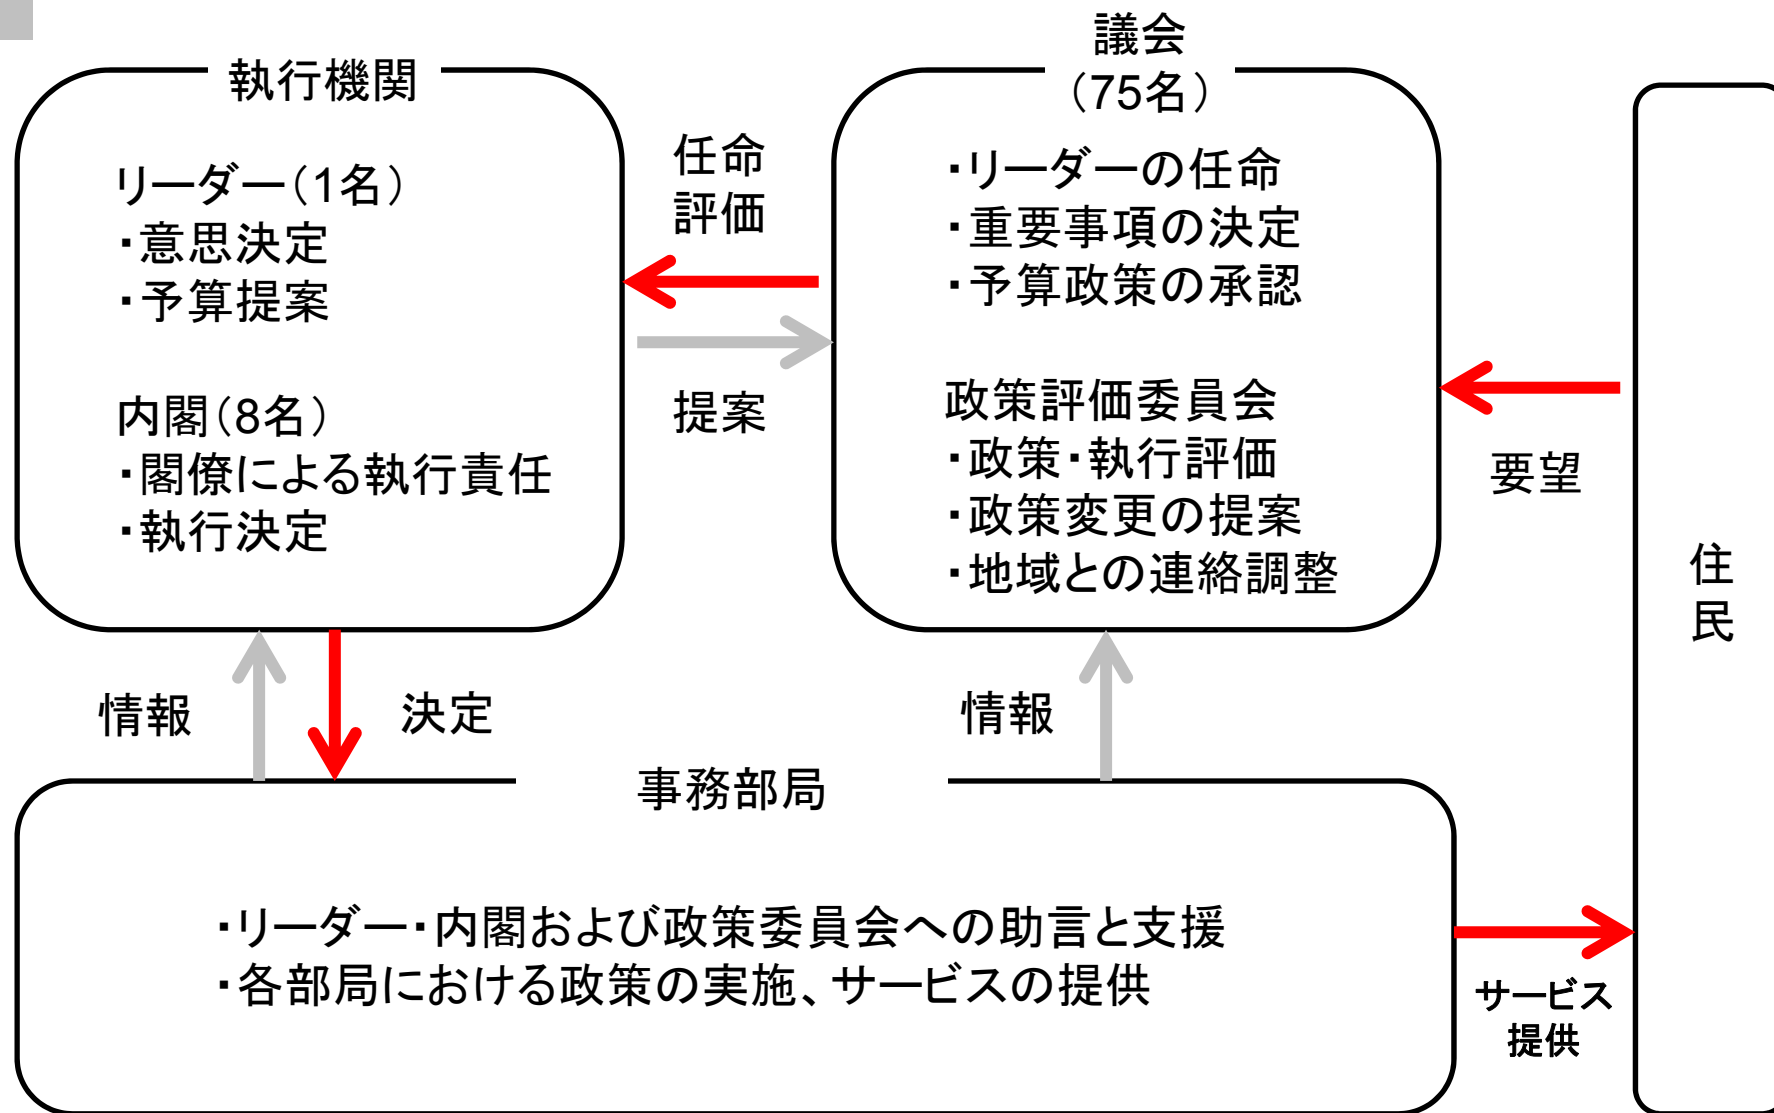 執行機関
リーダー（1名）
・意思決定
・予算提案
内閣（8名）
・閣僚による執行責任
・執行決定
任命
評価
提案
議会
（75名）
・リーダーの任命
・重要事項の決定
・予算政策の承認
政策評価委員会
・政策・執行評価
・政策変更の提案
・地域との連絡調整
要望
住
民
情報
決定
情報
事務部局
・リーダー・内閣および政策委員会への助言と支援
・各部局における政策の実施、サービスの提供
サービス
提供